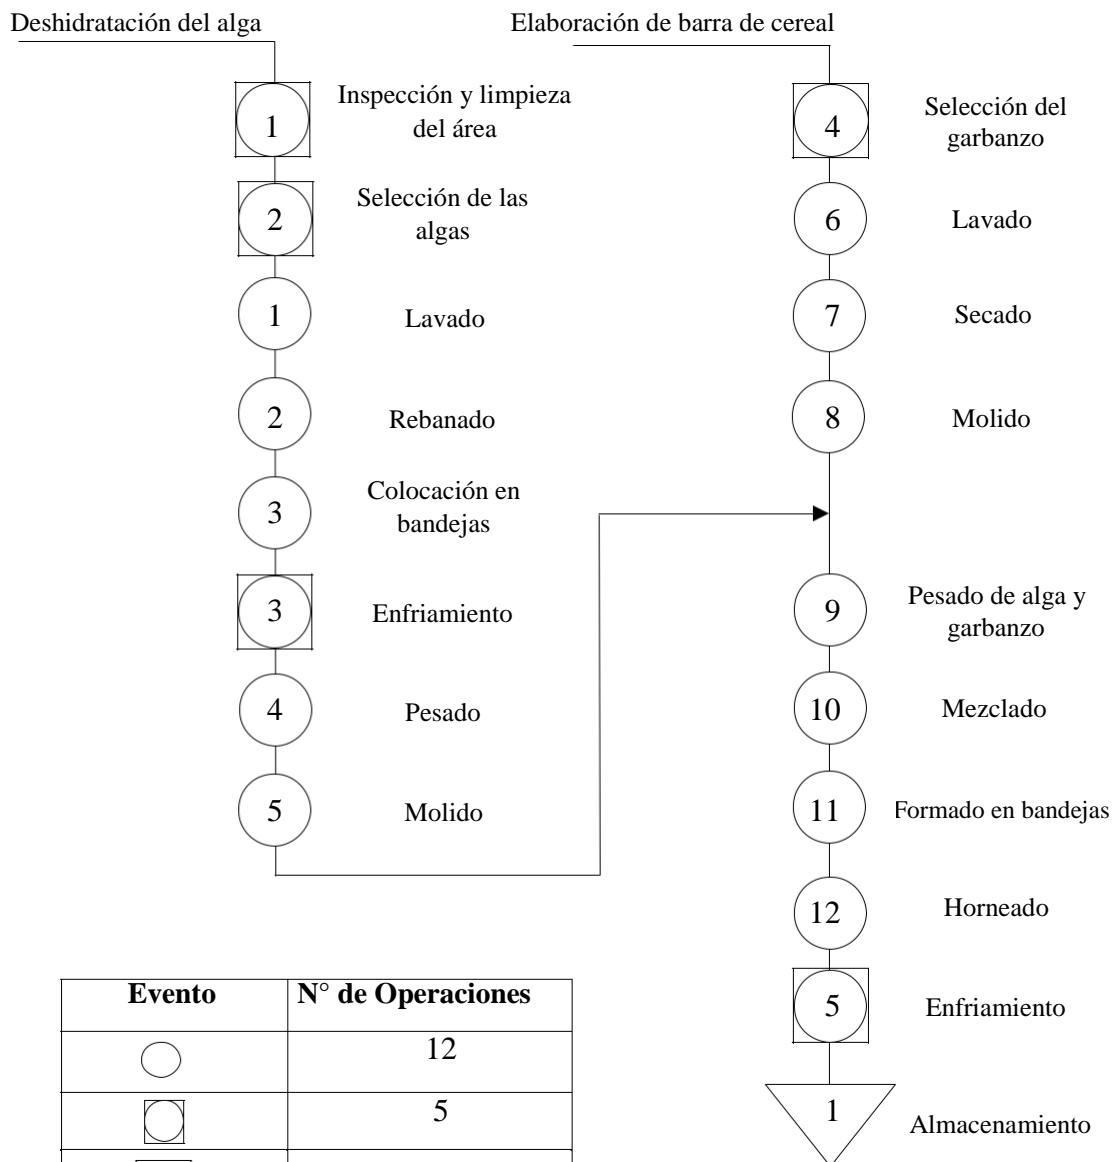 Deshidratación del alga
1
Inspección y limpieza
del área
2
Selección de las
algas
1
Lavado
2
Rebanado
3
Colocación en
bandejas
3
Enfriamiento
4
Pesado
5
Molido
Elaboración de barra de cereal
4
Selección del
garbanzo
6
Lavado
7
Secado
8
Molido
9
Pesado de alga y
garbanzo
10
Mezclado
11
Formado en bandejas
12
Horneado
5
Enfriamiento
1
Almacenamiento
Evento N° de Operaciones
12
5